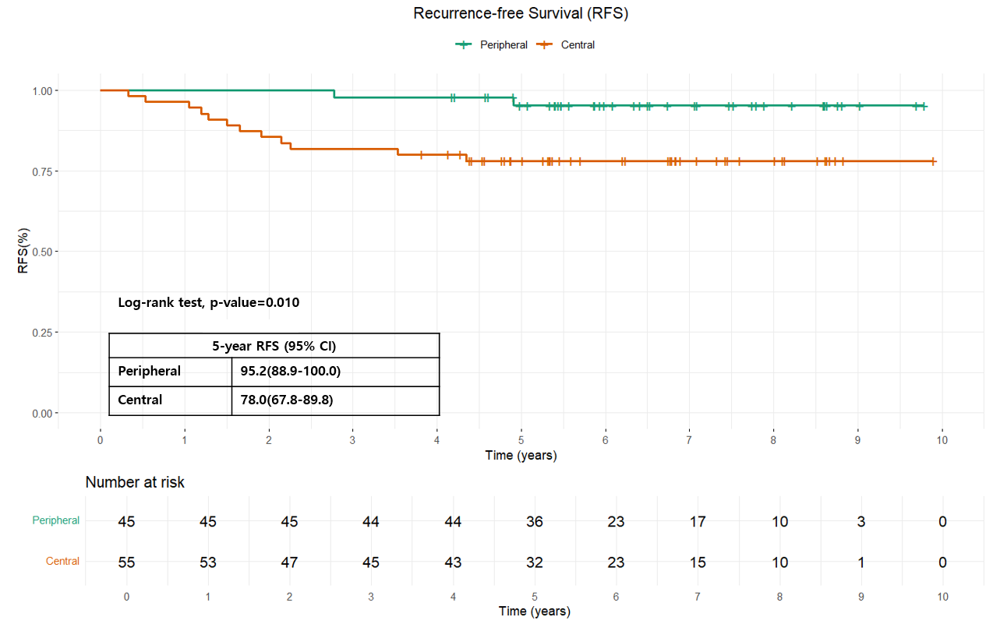 Recurrence-free Survival (RFS)
Peripheral Central
1.00
0.75
0.50
0.25
0.00
RFS(%)
Log-rank test, p-value=0.010
5-year RFS (95% CI)
Peripheral 95.2(88.9-100.0)
Central 78.0(67.8-89.8)
0 1 2 3 4 5 6 7 8 9 10
Time (years)
Number at risk
Peripheral 45 45 45 44 44 36 23 17 10 3 0
Central 55 53 47 45 43 32 23 15 10 1 0
0 1 2 3 4 5 6 7 8 9 10
Time (years)